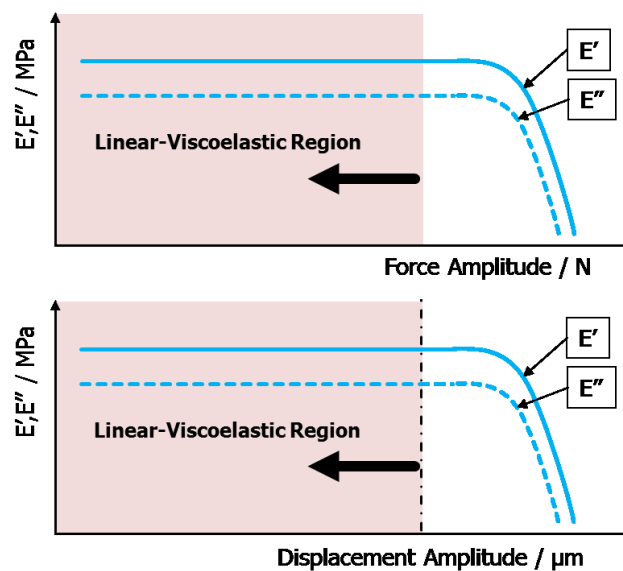 E',E" / MPa
E'
E"
Linear-Viscoelastic Region
Force Amplitude / N
E',E" / MPa
E'
E"
Linear-Viscoelastic Region
Displacement Amplitude / μm